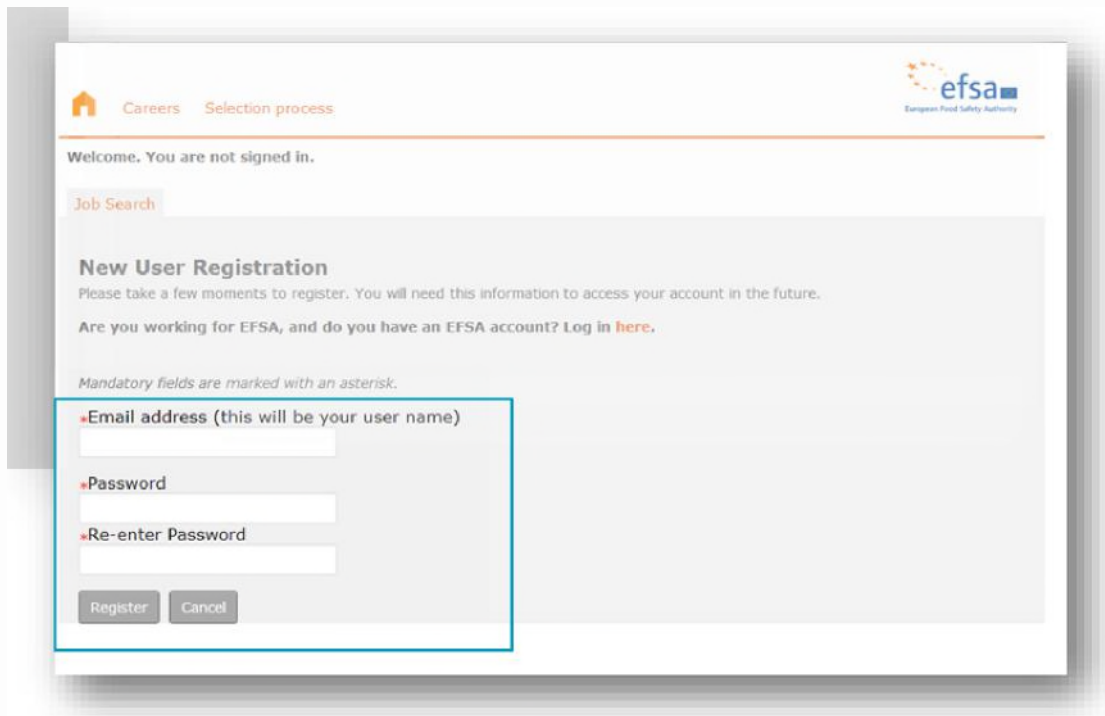 efsa
European Food Safety Authority
Careers Selection process
Welcome. You are not signed in.
Job Search
New User Registration
Please take a few moments to register. You will need this information to access your account in the future.
Are you working for EFSA, and do you have an EFSA account? Log in here.
Mandatory fields are marked with an asterisk.
*Email address (this will be your user name)
*Password
*Re-enter Password
Register Cancel